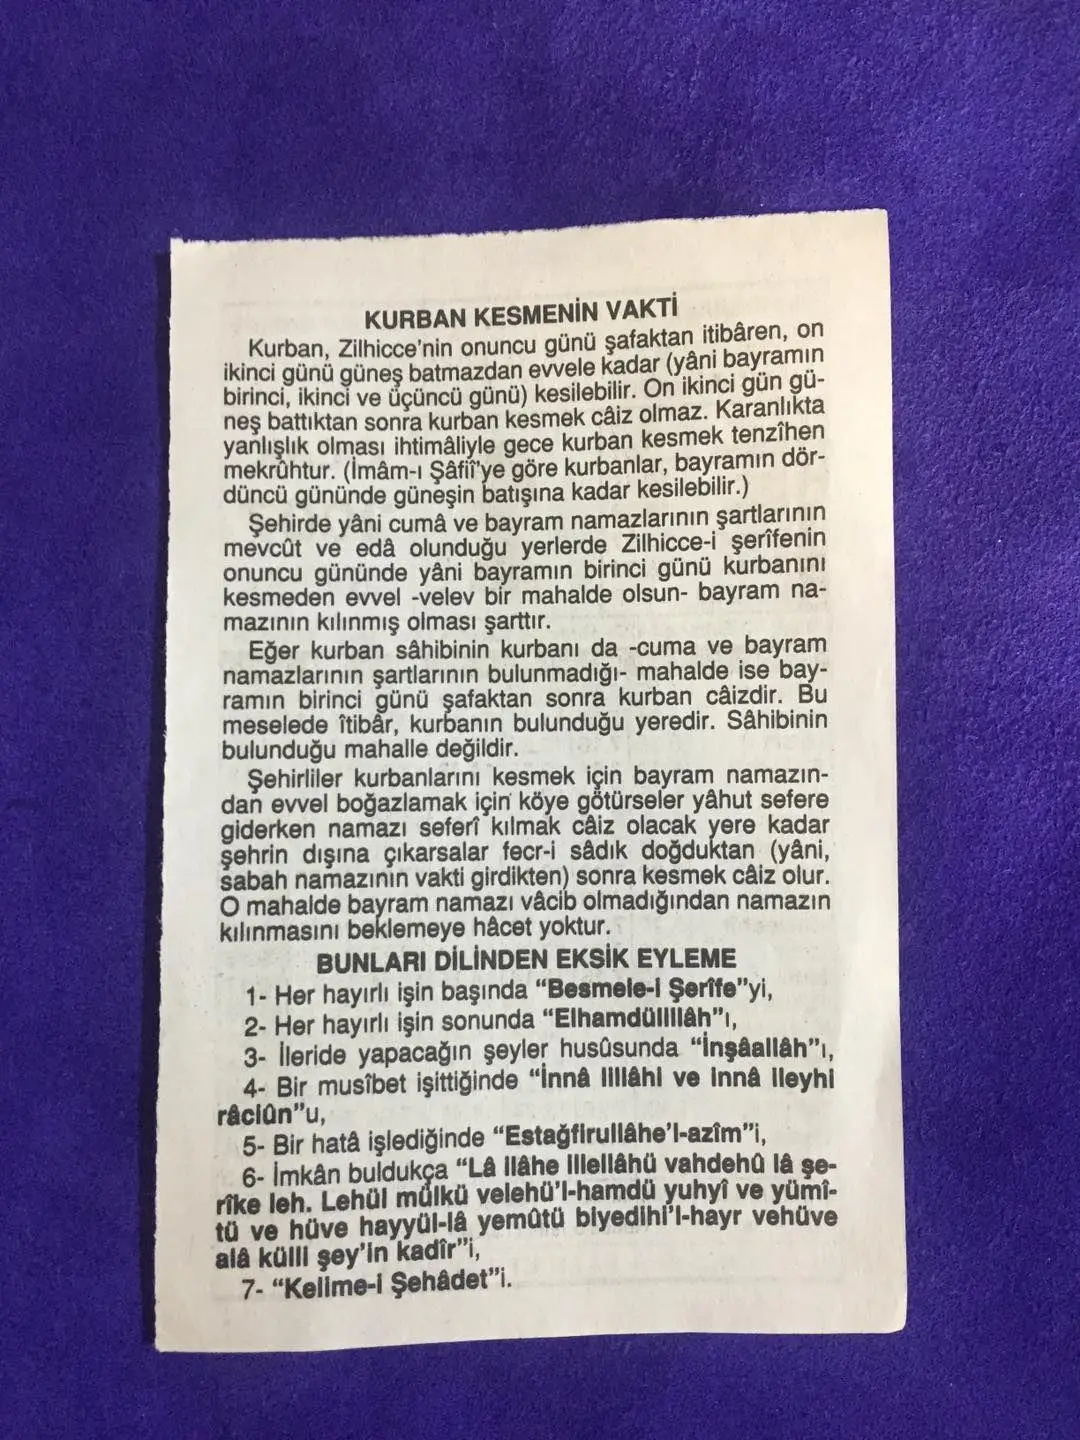 KURBAN KESMENİN VAKTİ
Kurban, Zilhicce'nin onuncu günü şafaktan itibâren, on
ikinci günü güneş batmazdan evvele kadar (yâni bayramın
birinci, ikinci ve üçüncü günü) kesilebilir. On ikinci gün gü-
neş battıktan sonra kurban kesmek câiz olmaz. Karanlıkta
yanlışlık olması ihtimâliyle gece kurban kesmek tenzîhen
mekrûhtur. (İmâm-ı Şâfiî'ye göre kurbanlar, bayramın dör-
düncü gününde güneşin batışına kadar kesilebilir.)
Şehirde yâni cumâ ve bayram namazlarının şartlarının
mevcût ve edâ olunduğu yerlerde Zilhicce-i şerîfenin
onuncu gününde yâni bayramın birinci günü kurbanını
kesmeden evvel -velev bir mahalde olsun- bayram na-
mazının kılınmış olması şarttır.
Eğer kurban sâhibinin kurbanı da -cuma ve bayram
namazlarının şartlarının bulunmadığı- mahalde ise bay-
ramın birinci günü şafaktan sonra kurban câizdir. Bu
meselede îtibâr, kurbanın bulunduğu yeredir. Sâhibinin
bulunduğu mahalle değildir.
Şehirliler kurbanlarını kesmek için bayram namazın-
dan evvel boğazlamak için köye götürseler yâhut sefere
giderken namazı seferî kılmak câiz olacak yere kadar
şehrin dışına çıkarsalar fecr-i sâdık doğduktan (yâni,
sabah namazının vakti girdikten) sonra kesmek câiz olur.
O mahalde bayram namazı vâcib olmadığından namazın
kılınmasını beklemeye hâcet yoktur.
BUNLARI DİLİNDEN EKSİK EYLEME
1- Her hayırlı işin başında "Besmele-i Şerîfe"yi,
2- Her hayırlı işin sonunda "Elhamdülillâh"ı,
3- İleride yapacağın şeyler husûsunda "İnşâallâh"ı,
4- Bir musîbet işittiğinde "İnnâ lillâhi ve innâ ileyhi
râciûn"u,
5- Bir hatâ işlediğinde "Estağfirullâhe'l-azîm"i,
6- İmkân buldukça "Lâ ilâhe illellâhü vahdehû lâ şe-
rîke leh. Lehül mülkü velehü'l-hamdü yuhyî ve yümî-
tü ve hüve hayyül-lâ yemûtü biyedihi'l-hayr vehüve
alâ külli şey'in kadîr"i,
7- "Kelime-i Şehâdet"i.